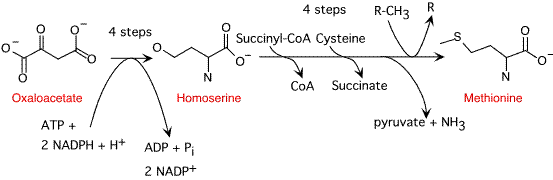 4 steps
4 steps
R-CH3
R
O
O-
O
O
O-
O
O
O-
N
Succinyl-CoA Cysteine
CoA
Succinate
S
O
O-
N
Oxaloacetate
Homoserine
Methionine
ATP +
2 NADPH + H+
ADP + Pi
2 NADP+
pyruvate + NH3